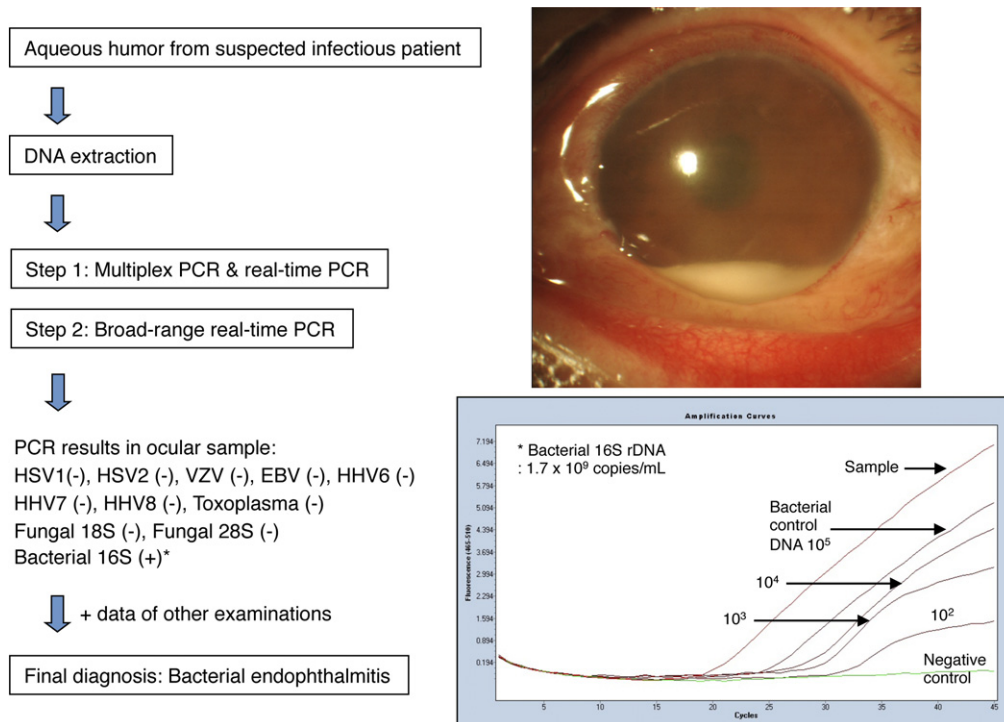 Aqueous humor from suspected infectious patient
DNA extraction
Step 1: Multiplex PCR & real-time PCR
Step 2: Broad-range real-time PCR
PCR results in ocular sample:
HSV1(-), HSV2 (-), VZV (-), EBV (-), HHV6 (-)
HHV7 (-), HHV8 (-), Toxoplasma (-)
Fungal 18S (-), Fungal 28S (-)
Bacterial 16S (+)*
+ data of other examinations
Final diagnosis: Bacterial endophthalmitis
Amplification Curves
* Bacterial 16S rDNA
: 1.7 x 10⁹ copies/mL
Sample
Bacterial
control
DNA 10⁵
10⁴
10³
10²
Negative
control
Fluorescence (465-510)
7.194
6.494
5.794
5.094
4.394
3.694
2.994
2.294
1.594
0.894
0.194
5
10
15
20
25
30
35
40
45
Cycles